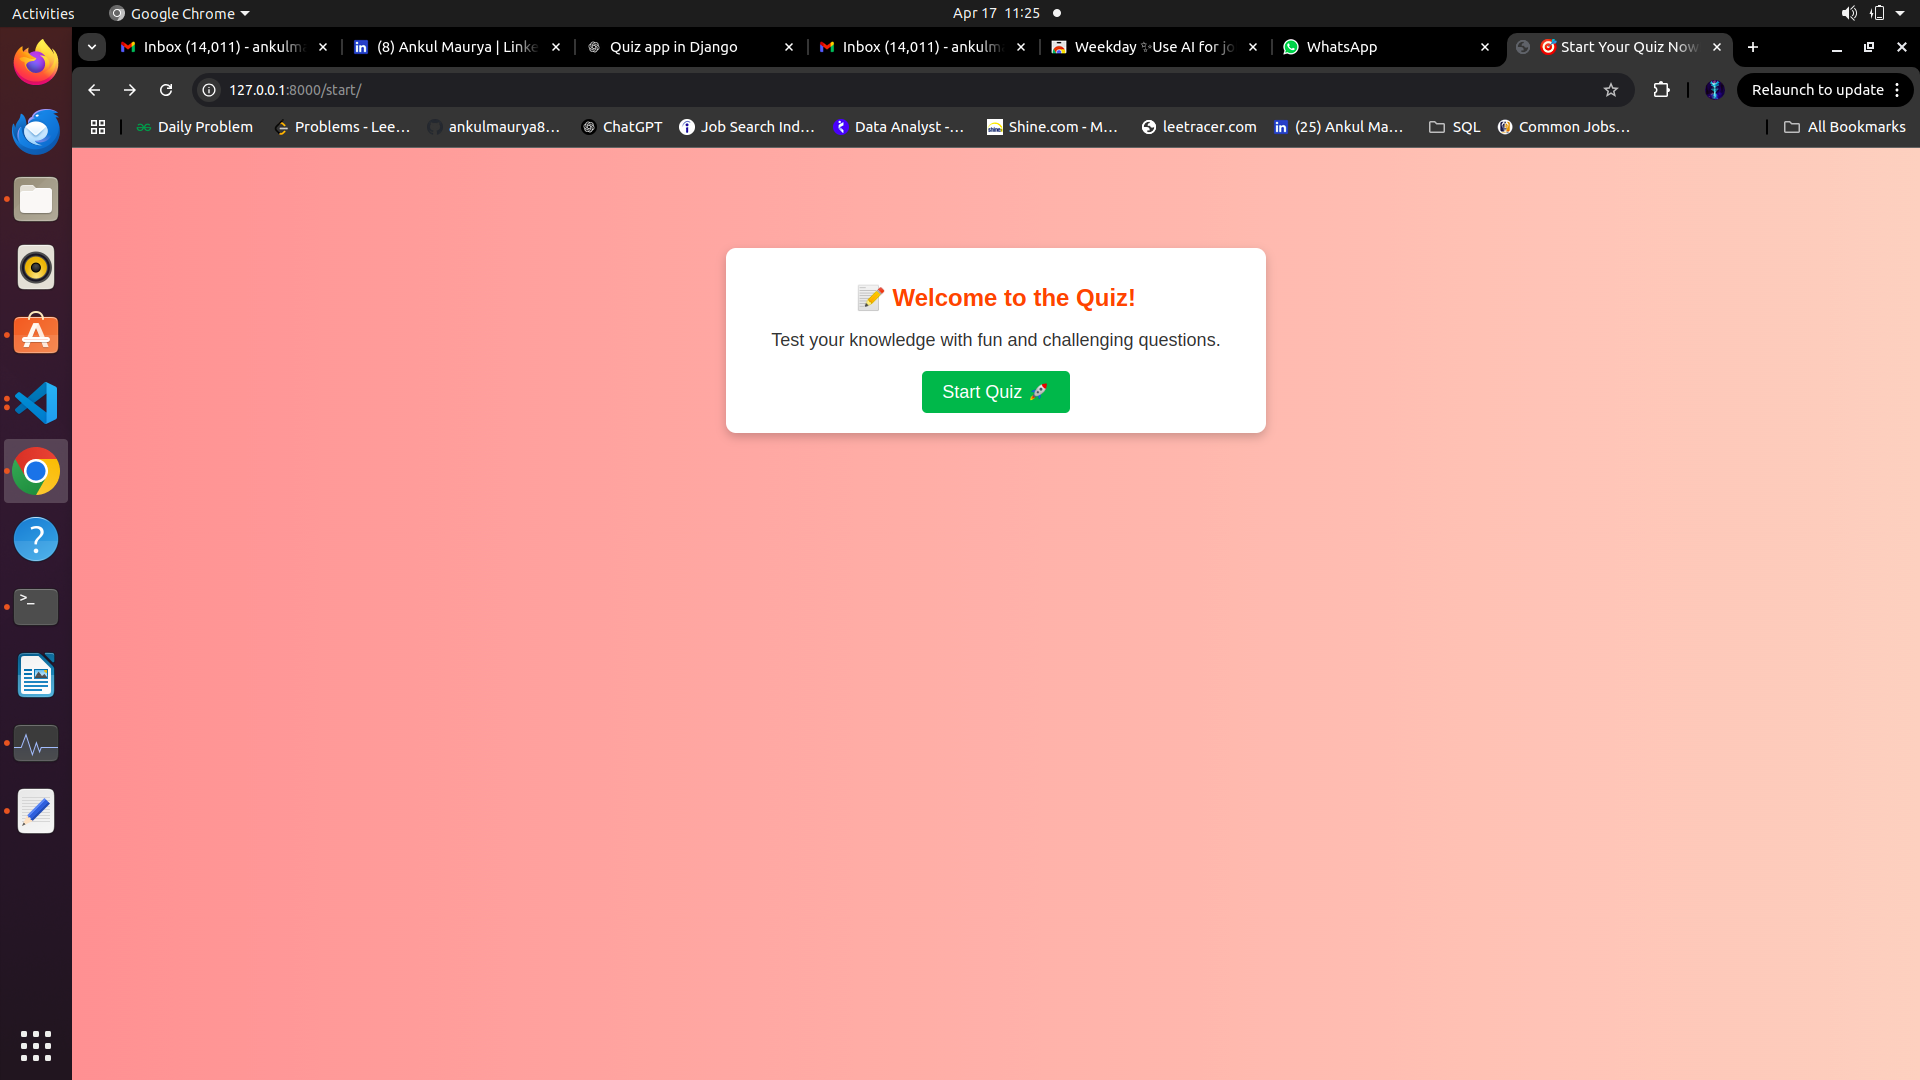 Activities
Google Chrome
Apr 17 11:25
Inbox (14,011) - ankulma
(8) Ankul Maurya | Linke
Quiz app in Django
Inbox (14,011) - ankulma
Weekday ✨Use AI for jo
WhatsApp
🎯 Start Your Quiz Now
127.0.0.1:8000/start/
Relaunch to update
Daily Problem
Problems - Lee...
ankulmaurya8...
ChatGPT
Job Search Ind...
Data Analyst -...
Shine.com - M...
leetracer.com
(25) Ankul Ma...
SQL
Common Jobs...
All Bookmarks
📝 Welcome to the Quiz!
Test your knowledge with fun and challenging questions.
Start Quiz 🚀